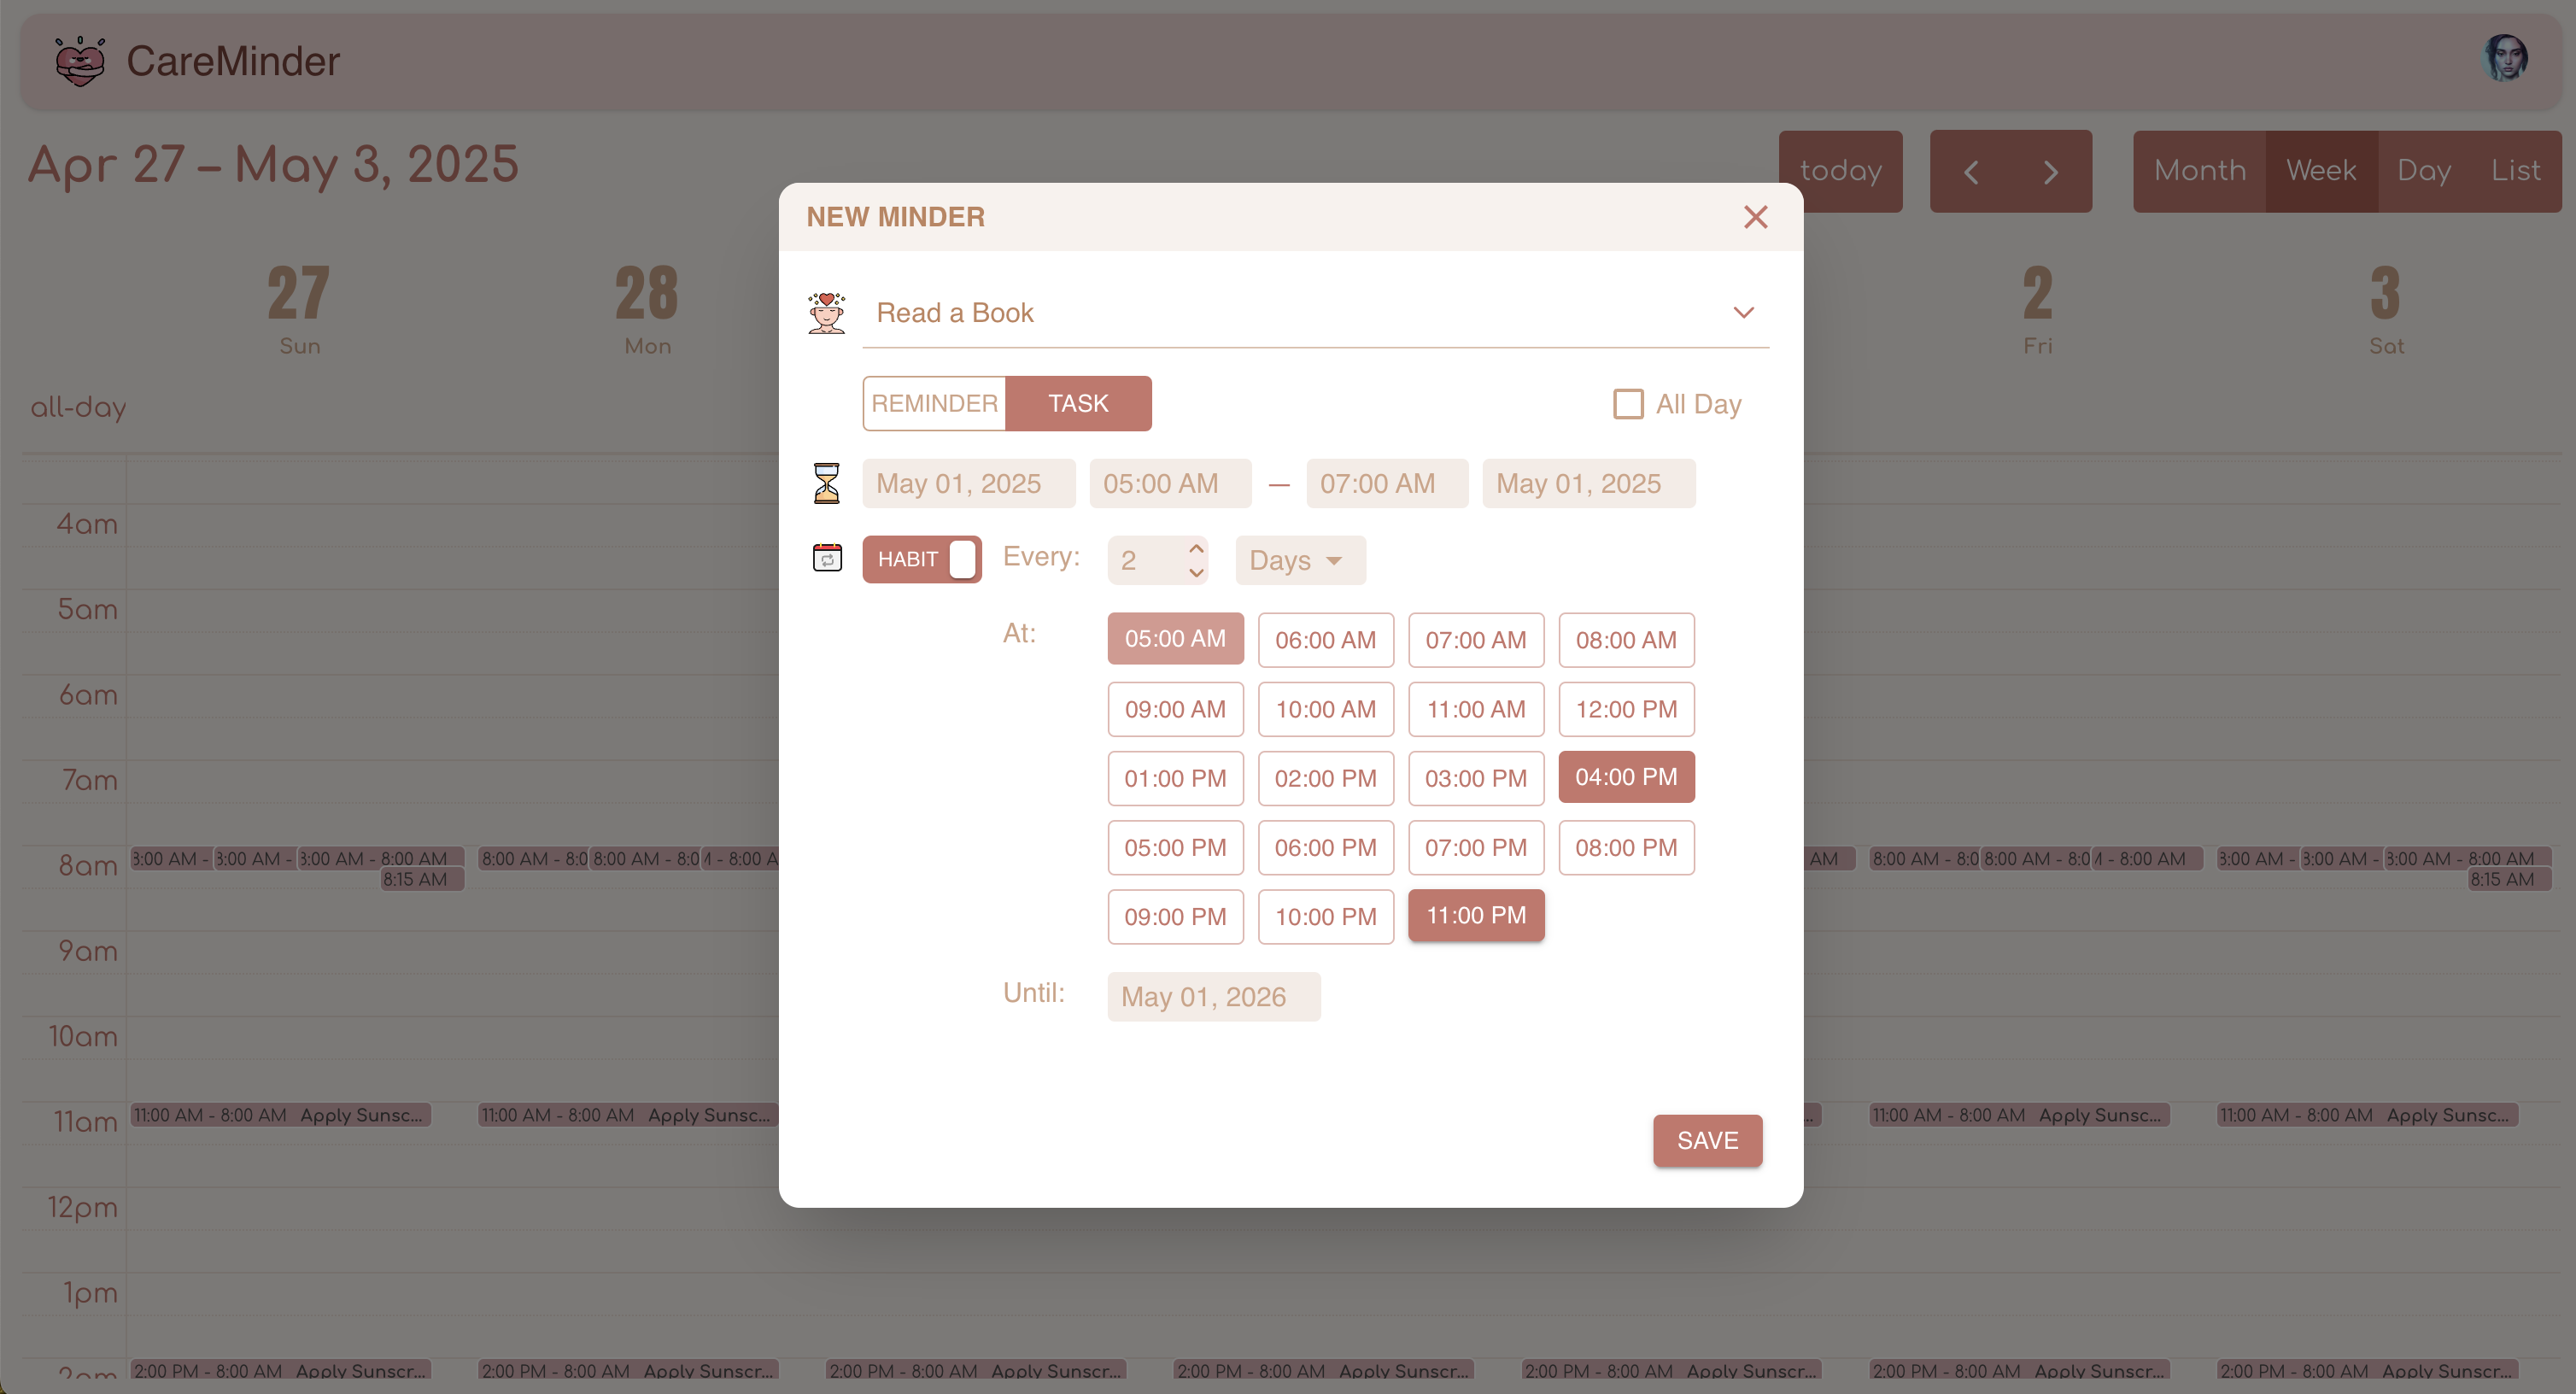 CareMinder
Apr 27 – May 3, 2025
today
Month Week Day List
NEW MINDER
27 28 2 3
Sun Mon Fri Sat
Read a Book
all-day
REMINDER TASK All Day
May 01, 2025 05:00 AM — 07:00 AM May 01, 2025
4am
HABIT Every: 2 Days
5am
At: 05:00 AM 06:00 AM 07:00 AM 08:00 AM
6am
09:00 AM 10:00 AM 11:00 AM 12:00 PM
7am
01:00 PM 02:00 PM 03:00 PM 04:00 PM
05:00 PM 06:00 PM 07:00 PM 08:00 PM
8am
:00 AM - :00 AM - :00 AM - 8:00 AM 8:00 AM - 8:0 8:00 AM - 8:0 - 8:00 A AM 8:00 AM - 8:0 8:00 AM - 8:0 - 8:00 AM :00 AM - :00 AM - :00 AM - 8:00 AM
8:15 AM 8:15 AM
09:00 PM 10:00 PM 11:00 PM
9am
Until: May 01, 2026
10am
11am
11:00 AM - 8:00 AM Apply Sunsc... 11:00 AM - 8:00 AM Apply Sunsc... ... 11:00 AM - 8:00 AM Apply Sunsc... 11:00 AM - 8:00 AM Apply Sunsc...
SAVE
12pm
1pm
2pm
2:00 PM - 8:00 AM Apply Sunscr... 2:00 PM - 8:00 AM Apply Sunscr... 2:00 PM - 8:00 AM Apply Sunscr... 2:00 PM - 8:00 AM Apply Sunscr... 2:00 PM - 8:00 AM Apply Sunscr... 2:00 PM - 8:00 AM Apply Sunscr... 2:00 PM - 8:00 AM Apply Sunscr...